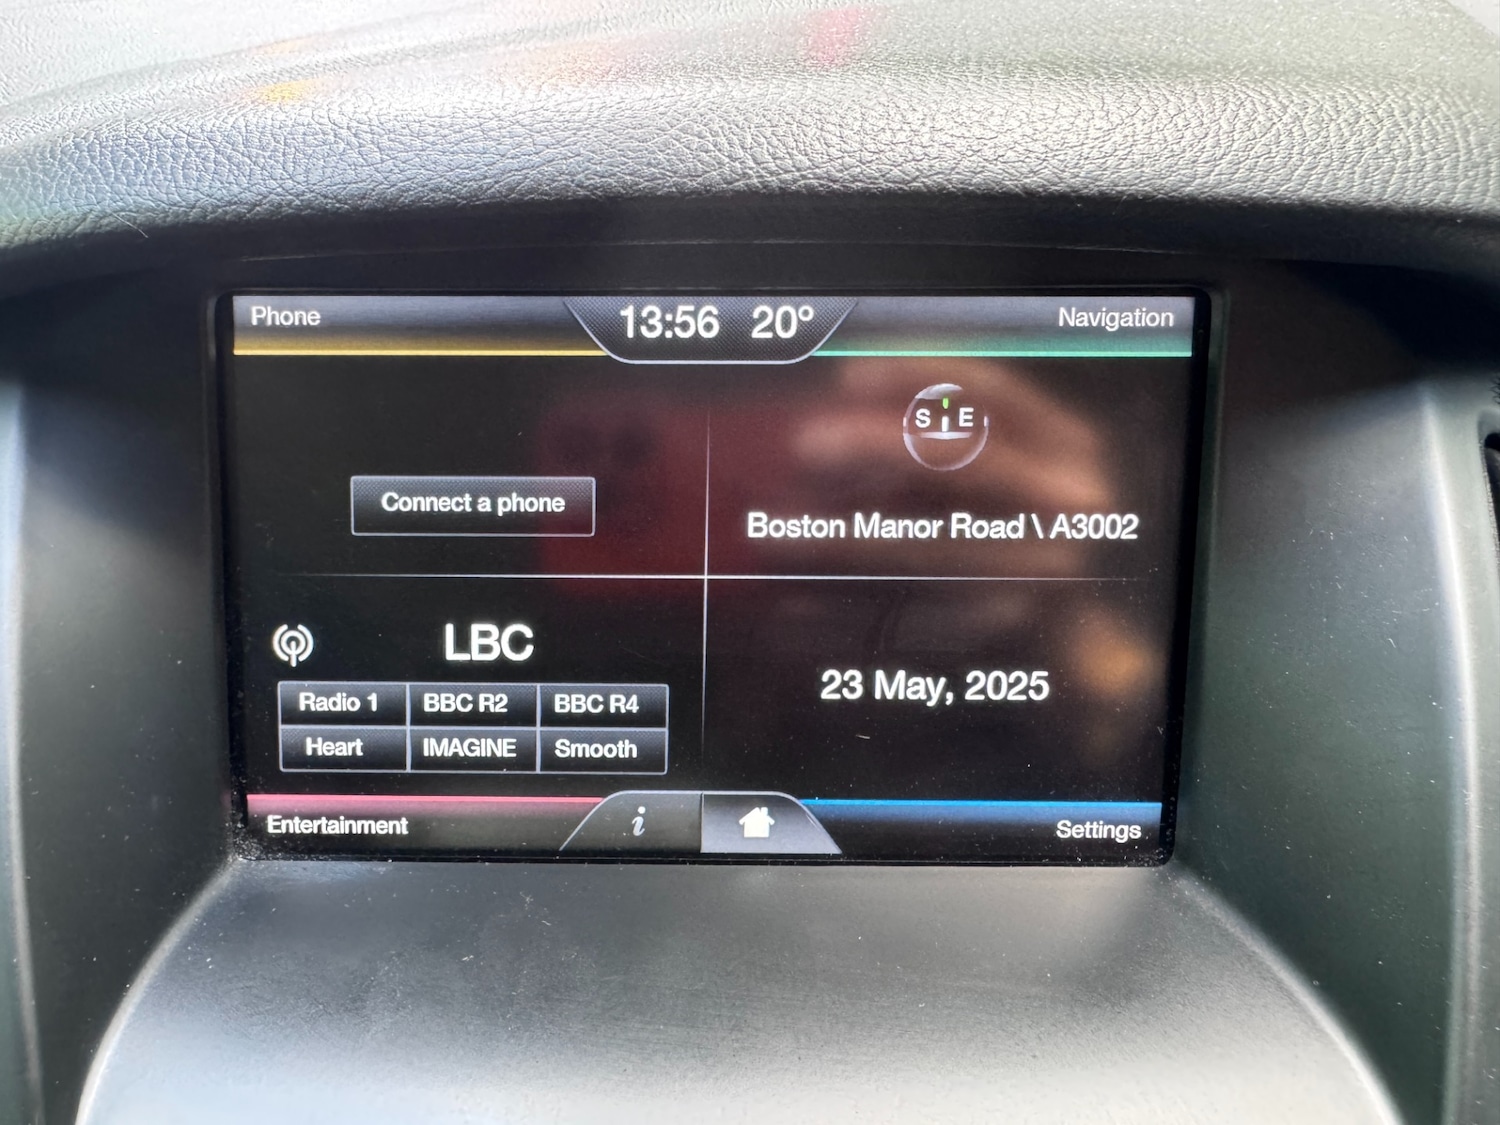 Phone
13:56 20°
Navigation
S E
Connect a phone
Boston Manor Road \ A3002
LBC
Radio 1 BBC R2 BBC R4
Heart IMAGINE Smooth
23 May, 2025
Entertainment
i
Settings